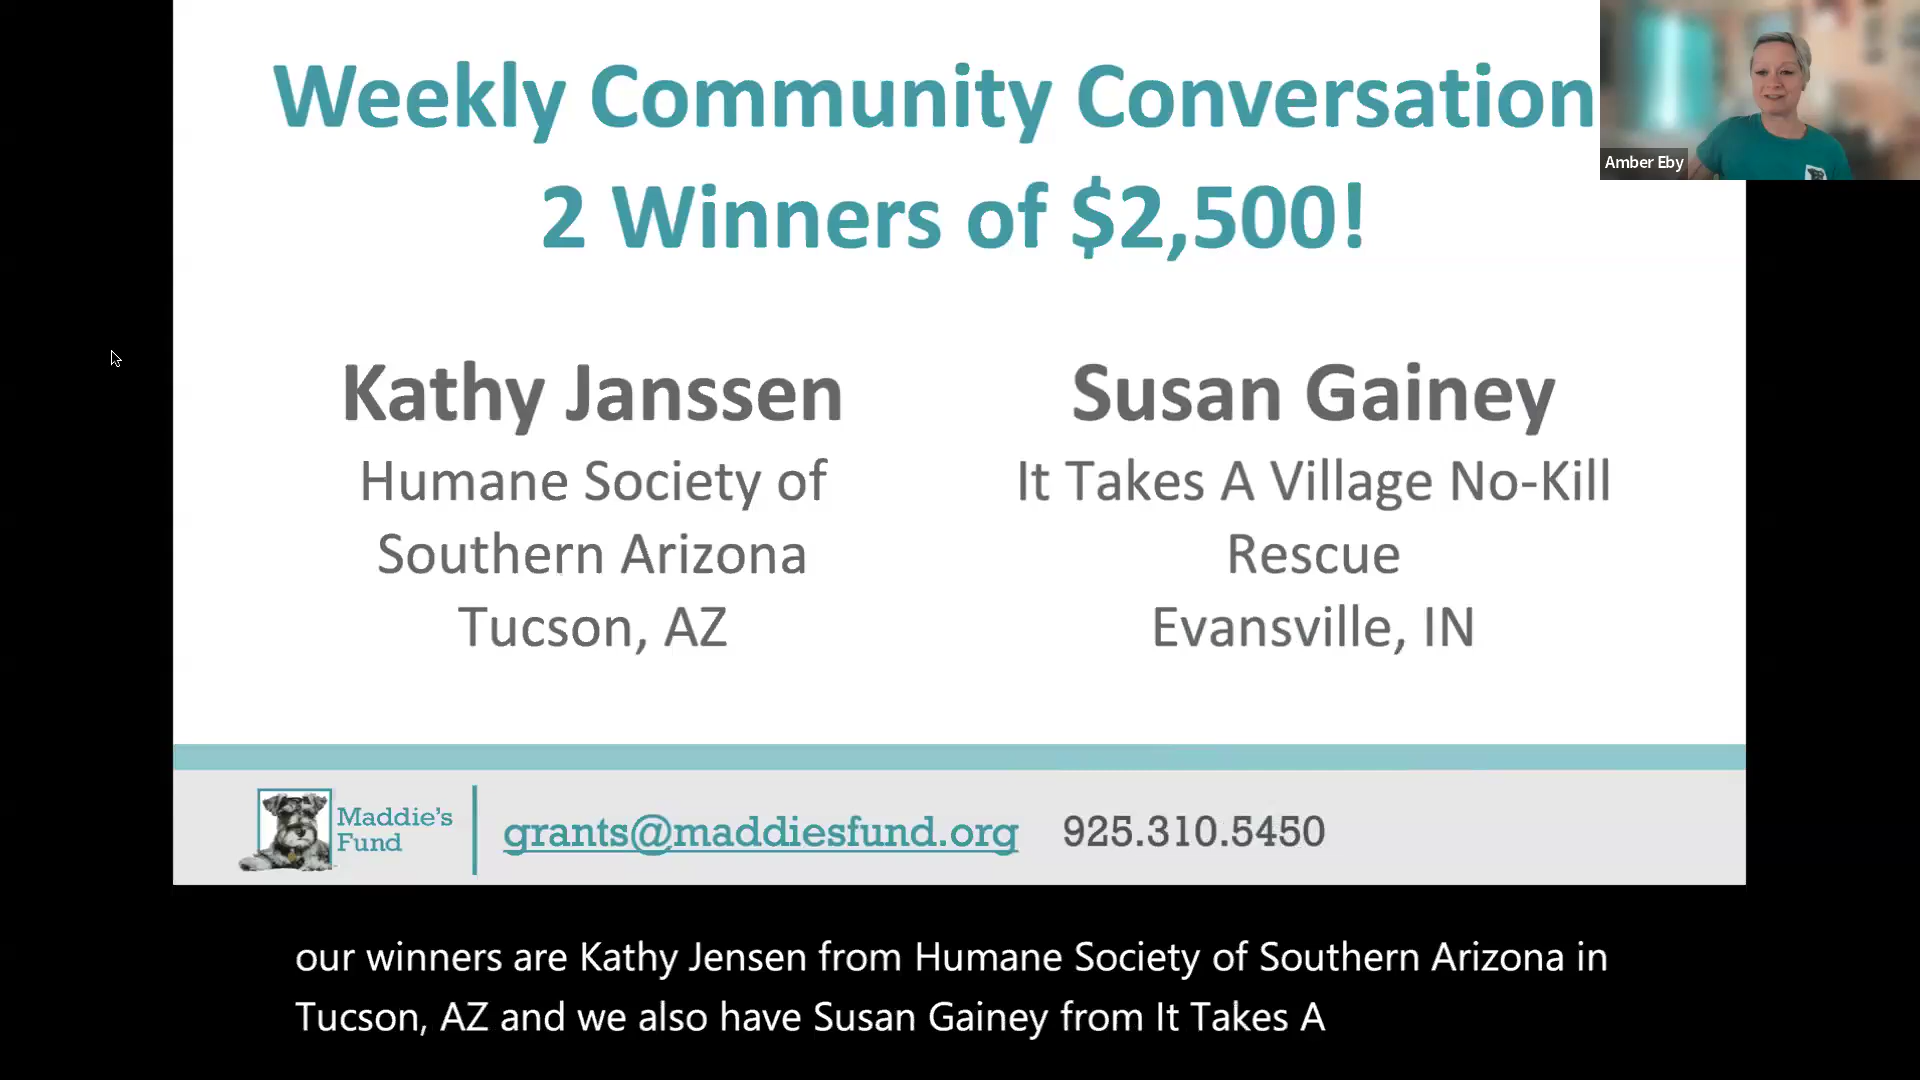 Weekly Community Conversation
2 Winners of $2,500!
Amber Eby
Kathy Janssen
Humane Society of
Southern Arizona
Tucson, AZ
Susan Gainey
It Takes A Village No-Kill
Rescue
Evansville, IN
Maddie's
Fund
grants@maddiesfund.org
925.310.5450
our winners are Kathy Jensen from Humane Society of Southern Arizona in
Tucson, AZ and we also have Susan Gainey from It Takes A